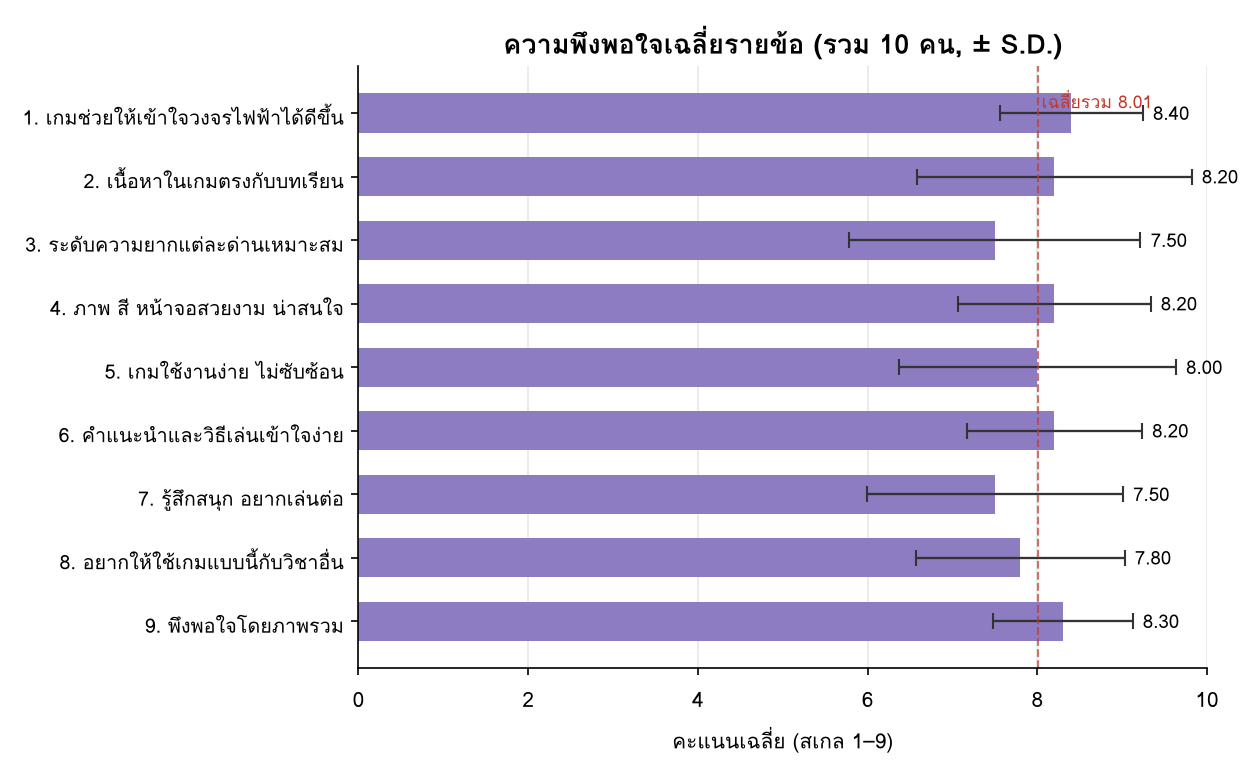 ความพึงพอใจเฉลี่ยรายข้อ (รวม 10 คน, ± S.D.)
เฉลี่ยรวม 8.01
1. เกมช่วยให้เข้าใจวงจรไฟฟ้าได้ดีขึ้น 8.40
2. เนื้อหาในเกมตรงกับบทเรียน 8.20
3. ระดับความยากแต่ละด่านเหมาะสม 7.50
4. ภาพ สี หน้าจอสวยงาม น่าสนใจ 8.20
5. เกมใช้งานง่าย ไม่ซับซ้อน 8.00
6. คำแนะนำและวิธีเล่นเข้าใจง่าย 8.20
7. รู้สึกสนุก อยากเล่นต่อ 7.50
8. อยากให้ใช้เกมแบบนี้กับวิชาอื่น 7.80
9. พึงพอใจโดยภาพรวม 8.30
0 2 4 6 8 10
คะแนนเฉลี่ย (สเกล 1–9)